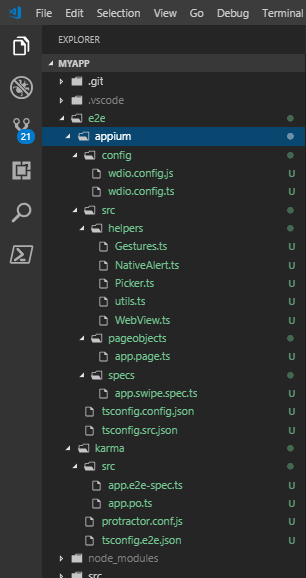 File Edit Selection View Go Debug Terminal
EXPLORER
MYAPP
.git
.vscode
e2e
appium
config
wdio.config.js U
wdio.config.ts U
src
helpers
Gestures.ts U
NativeAlert.ts U
Picker.ts U
utils.ts U
WebView.ts U
pageobjects
app.page.ts U
specs
app.swipe.spec.ts U
tsconfig.config.json U
tsconfig.src.json U
karma
src
app.e2e-spec.ts U
app.po.ts U
protractor.conf.js U
tsconfig.e2e.json U
node_modules
src
21